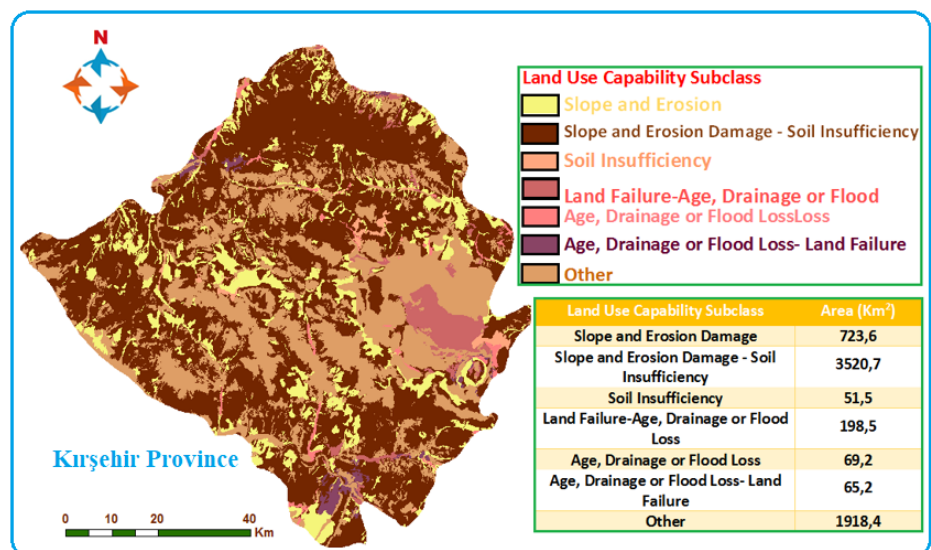 N
Land Use Capability Subclass
Slope and Erosion
Slope and Erosion Damage - Soil Insufficiency
Soil Insufficiency
Land Failure-Age, Drainage or Flood
Age, Drainage or Flood LossLoss
Age, Drainage or Flood Loss- Land Failure
Other
Land Use Capability Subclass Area (Km²)
Slope and Erosion Damage 723,6
Slope and Erosion Damage - Soil
Insufficiency 3520,7
Soil Insufficiency 51,5
Land Failure-Age, Drainage or Flood
Loss 198,5
Age, Drainage or Flood Loss 69,2
Age, Drainage or Flood Loss- Land
Failure 65,2
Other 1918,4
Kırşehir Province
0 10 20 40
Km